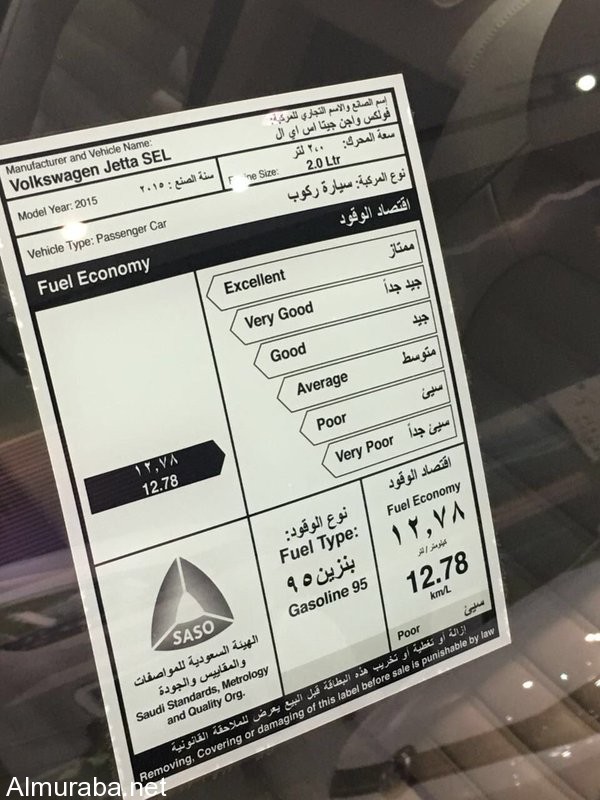 إسم الصانع والاسم التجاري للمركبة:
Manufacturer and Vehicle Name:
فولكس واجن جيتا اس اي ال
Volkswagen Jetta SEL
سعة المحرك: ٢٠٠ لتر
Engine Size: 2.0 Ltr
سنة الصنع : ٢٠١٥
Model Year: 2015
نوع المركبة: سيارة ركوب
Vehicle Type: Passenger Car
اقتصاد الوقود
Fuel Economy
Excellent ممتاز
Very Good جيد جداً
Good جيد
Average متوسط
Poor سيئ
Very Poor سيئ جداً
١٢,٧٨
12.78
SASO
الهيئة السعودية للمواصفات
والمقاييس والجودة
Saudi Standards, Metrology
and Quality Org.
نوع الوقود:
Fuel Type:
بنزين ٩٥
Gasoline 95
اقتصاد الوقود
Fuel Economy
١٢,٧٨
كيلومتر / لتر
12.78
km/L
Poor سيئ
إزالة أو تغطية أو تخريب هذه البطاقة قبل البيع يعرض للملاحقة القانونية
Removing, Covering or damaging of this label before sale is punishable by law
Almuraba.net